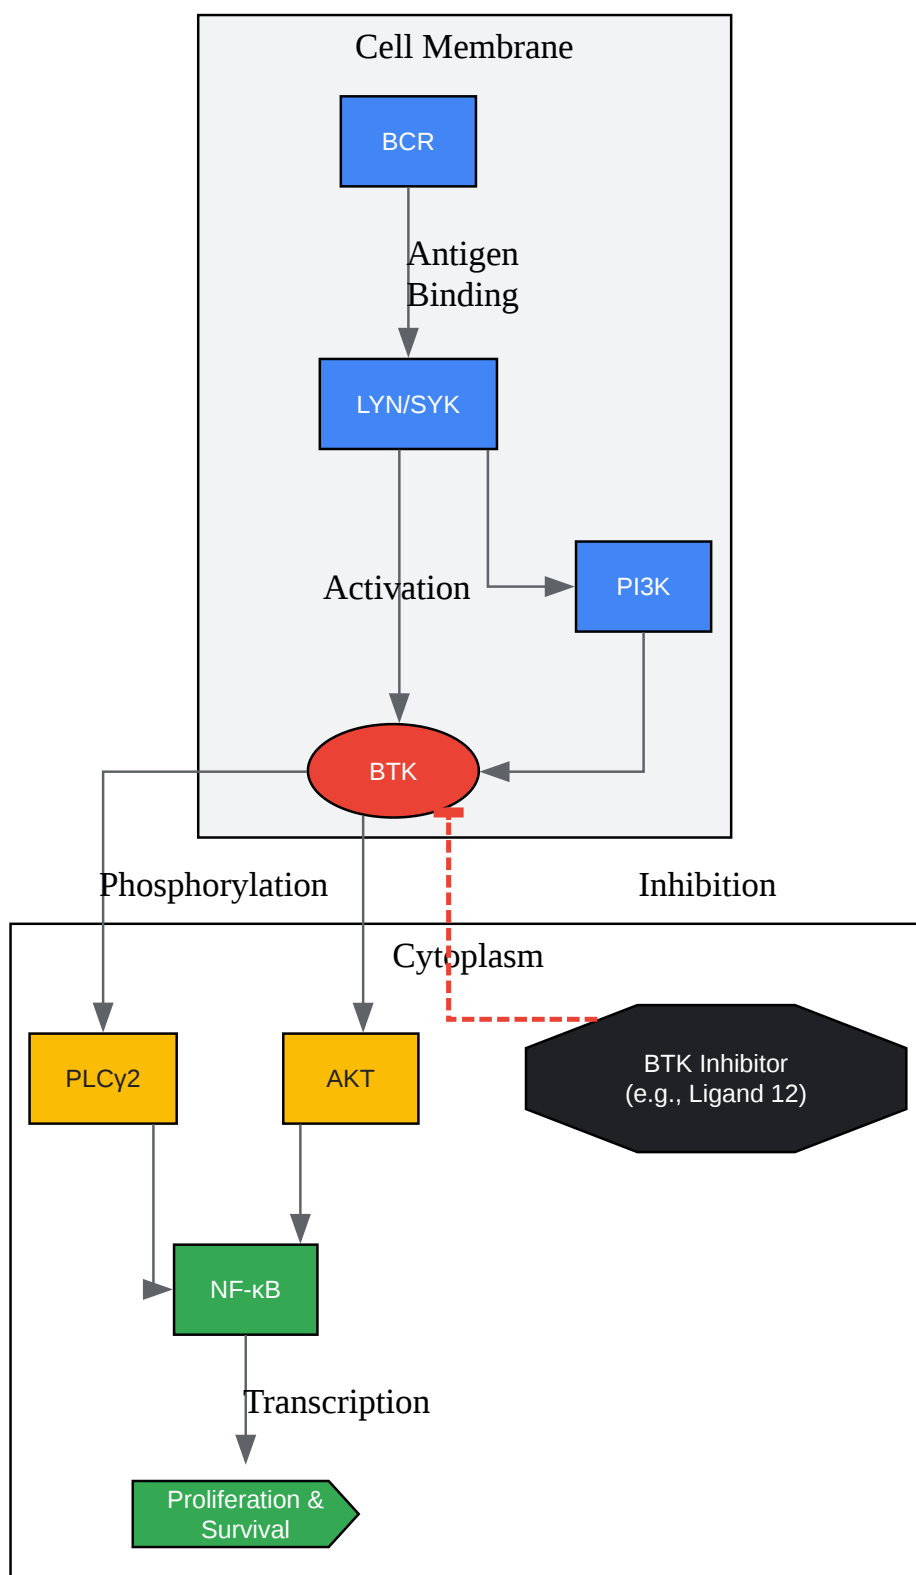 Cell Membrane
BCR
Antigen
Binding
LYN/SYK
Activation
PI3K
BTK
Phosphorylation
Inhibition
Cytoplasm
PLCγ2
AKT
BTK Inhibitor
(e.g., Ligand 12)
NF-κB
Transcription
Proliferation &
Survival